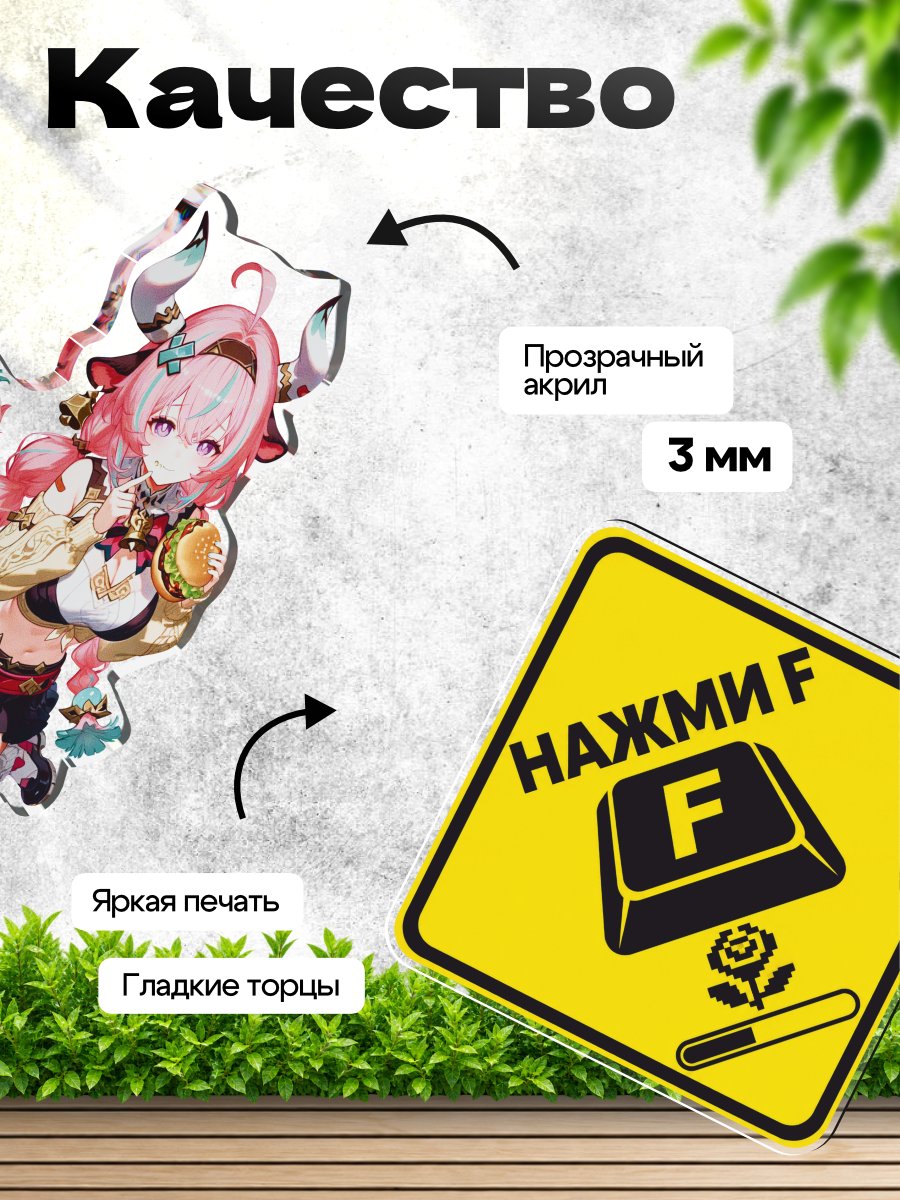 Качество
Прозрачный
акрил
3 мм
НАЖМИ F
F
Яркая печать
Гладкие торцы